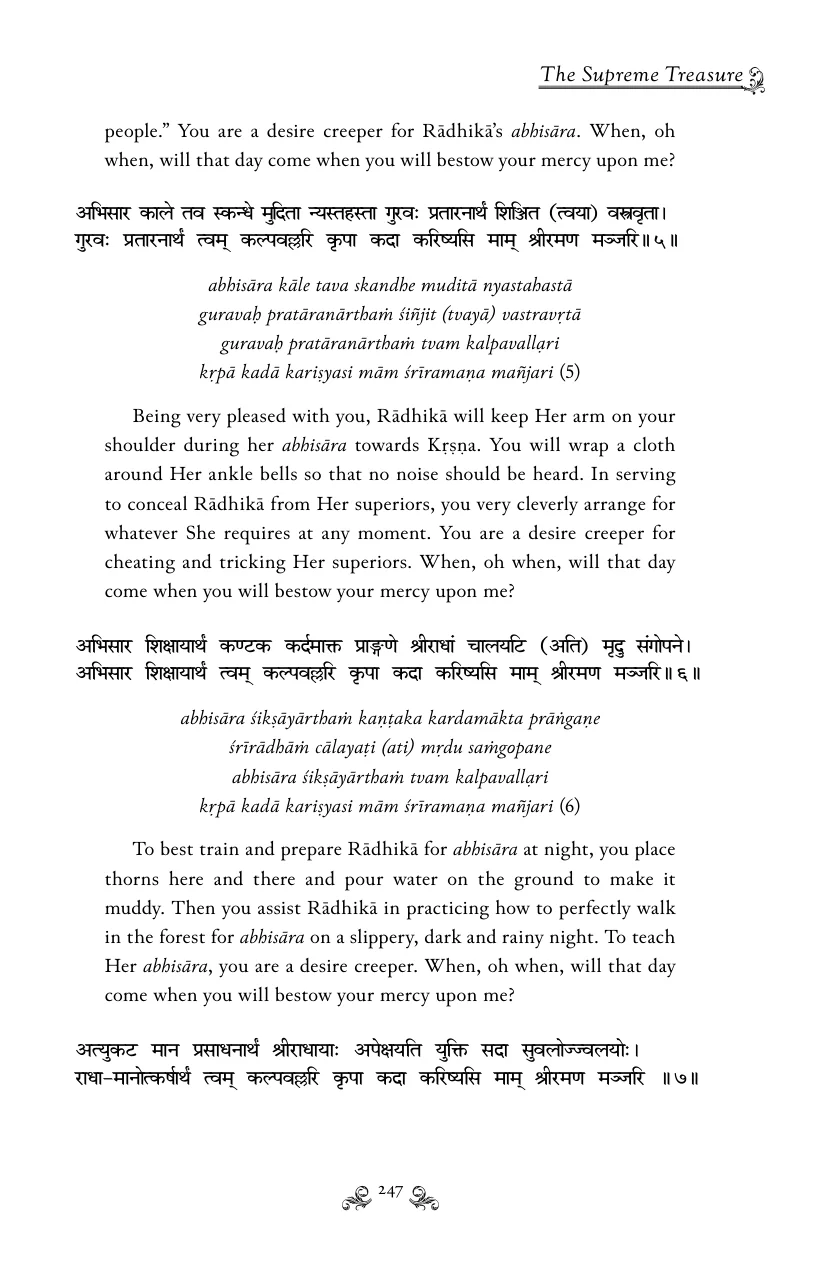 The Supreme Treasure
people.” You are a desire creeper for Rādhikā’s abhisāra. When, oh
when, will that day come when you will bestow your mercy upon me?
अभिसार काले तव स्कन्धे मुदिता न्यस्तहस्ता गुरवः प्रतारनार्थं शिञ्जित (त्वया) वस्त्रवृता।
गुरवः प्रतारनार्थं त्वम् कल्पवल्लरि कृपा कदा करिष्यसि माम् श्रीरमण मञ्जरि॥५॥
abhisāra kāle tava skandhe muditā nyastahastā
guravaḥ pratāranārthaṁ śiñjit (tvayā) vastravṛtā
guravaḥ pratāranārthaṁ tvam kalpavallạri
kṛpā kadā kariṣyasi mām śrīramaṇa mañjari (5)
Being very pleased with you, Rādhikā will keep Her arm on your
shoulder during her abhisāra towards Kṛṣṇa. You will wrap a cloth
around Her ankle bells so that no noise should be heard. In serving
to conceal Rādhikā from Her superiors, you very cleverly arrange for
whatever She requires at any moment. You are a desire creeper for
cheating and tricking Her superiors. When, oh when, will that day
come when you will bestow your mercy upon me?
अभिसार शिक्षायार्थं कण्टक कर्दमाक्त प्राङ्गणे श्रीराधां चालयटि (अति) मृदु संगोपने।
अभिसार शिक्षायार्थं त्वम् कल्पवल्लरि कृपा कदा करिष्यसि माम् श्रीरमण मञ्जरि॥६॥
abhisāra śikṣāyārthaṁ kaṇṭaka kardamākta prāṅgaṇe
śrīrādhāṁ cālayaṭi (ati) mṛdu saṁgopane
abhisāra śikṣāyārthaṁ tvam kalpavallạri
kṛpā kadā kariṣyasi mām śrīramaṇa mañjari (6)
To best train and prepare Rādhikā for abhisāra at night, you place
thorns here and there and pour water on the ground to make it
muddy. Then you assist Rādhikā in practicing how to perfectly walk
in the forest for abhisāra on a slippery, dark and rainy night. To teach
Her abhisāra, you are a desire creeper. When, oh when, will that day
come when you will bestow your mercy upon me?
अत्युकट मान प्रसाधनार्थं श्रीराधायाः अपेक्षयति युक्ति सदा सुवलोज्ज्वलयोः।
राधा-मानोत्कर्षार्थं त्वम् कल्पवल्लरि कृपा कदा करिष्यसि माम् श्रीरमण मञ्जरि ॥७॥
247